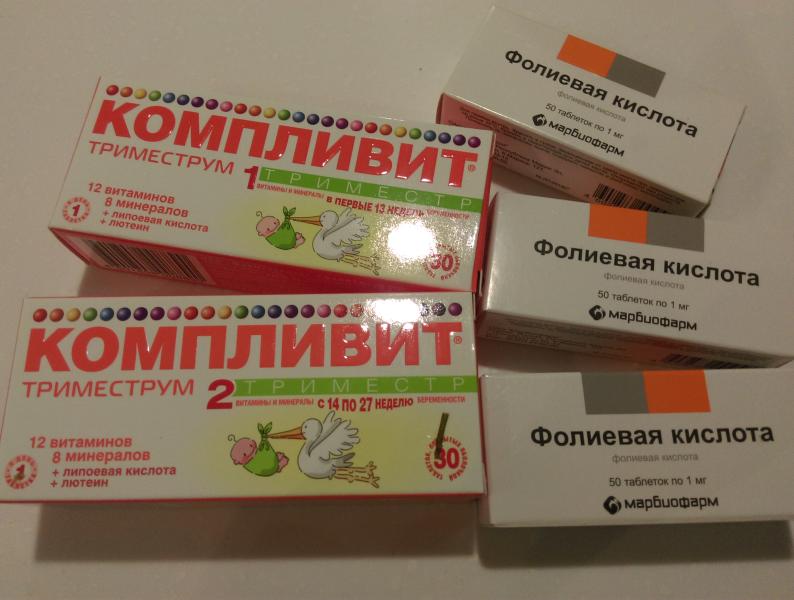 КОМПЛИВИТ®
ТРИМЕСТРУМ 1 ТРИМЕСТР
ВИТАМИНЫ И МИНЕРАЛЫ В ПЕРВЫЕ 13 НЕДЕЛЬ БЕРЕМЕННОСТИ
12 витаминов
8 минералов
+ липоевая кислота
+ лютеин
1
30
КОМПЛИВИТ®
ТРИМЕСТРУМ 2 ТРИМЕСТР
ВИТАМИНЫ И МИНЕРАЛЫ С 14 ПО 27 НЕДЕЛЮ БЕРЕМЕННОСТИ
12 витаминов
8 минералов
+ липоевая кислота
+ лютеин
1
30
Фолиевая кислота
фолиевая кислота
50 таблеток по 1 мг
марбиофарм
Фолиевая кислота
фолиевая кислота
50 таблеток по 1 мг
марбиофарм
Фолиевая кислота
фолиевая кислота
50 таблеток по 1 мг
марбиофарм